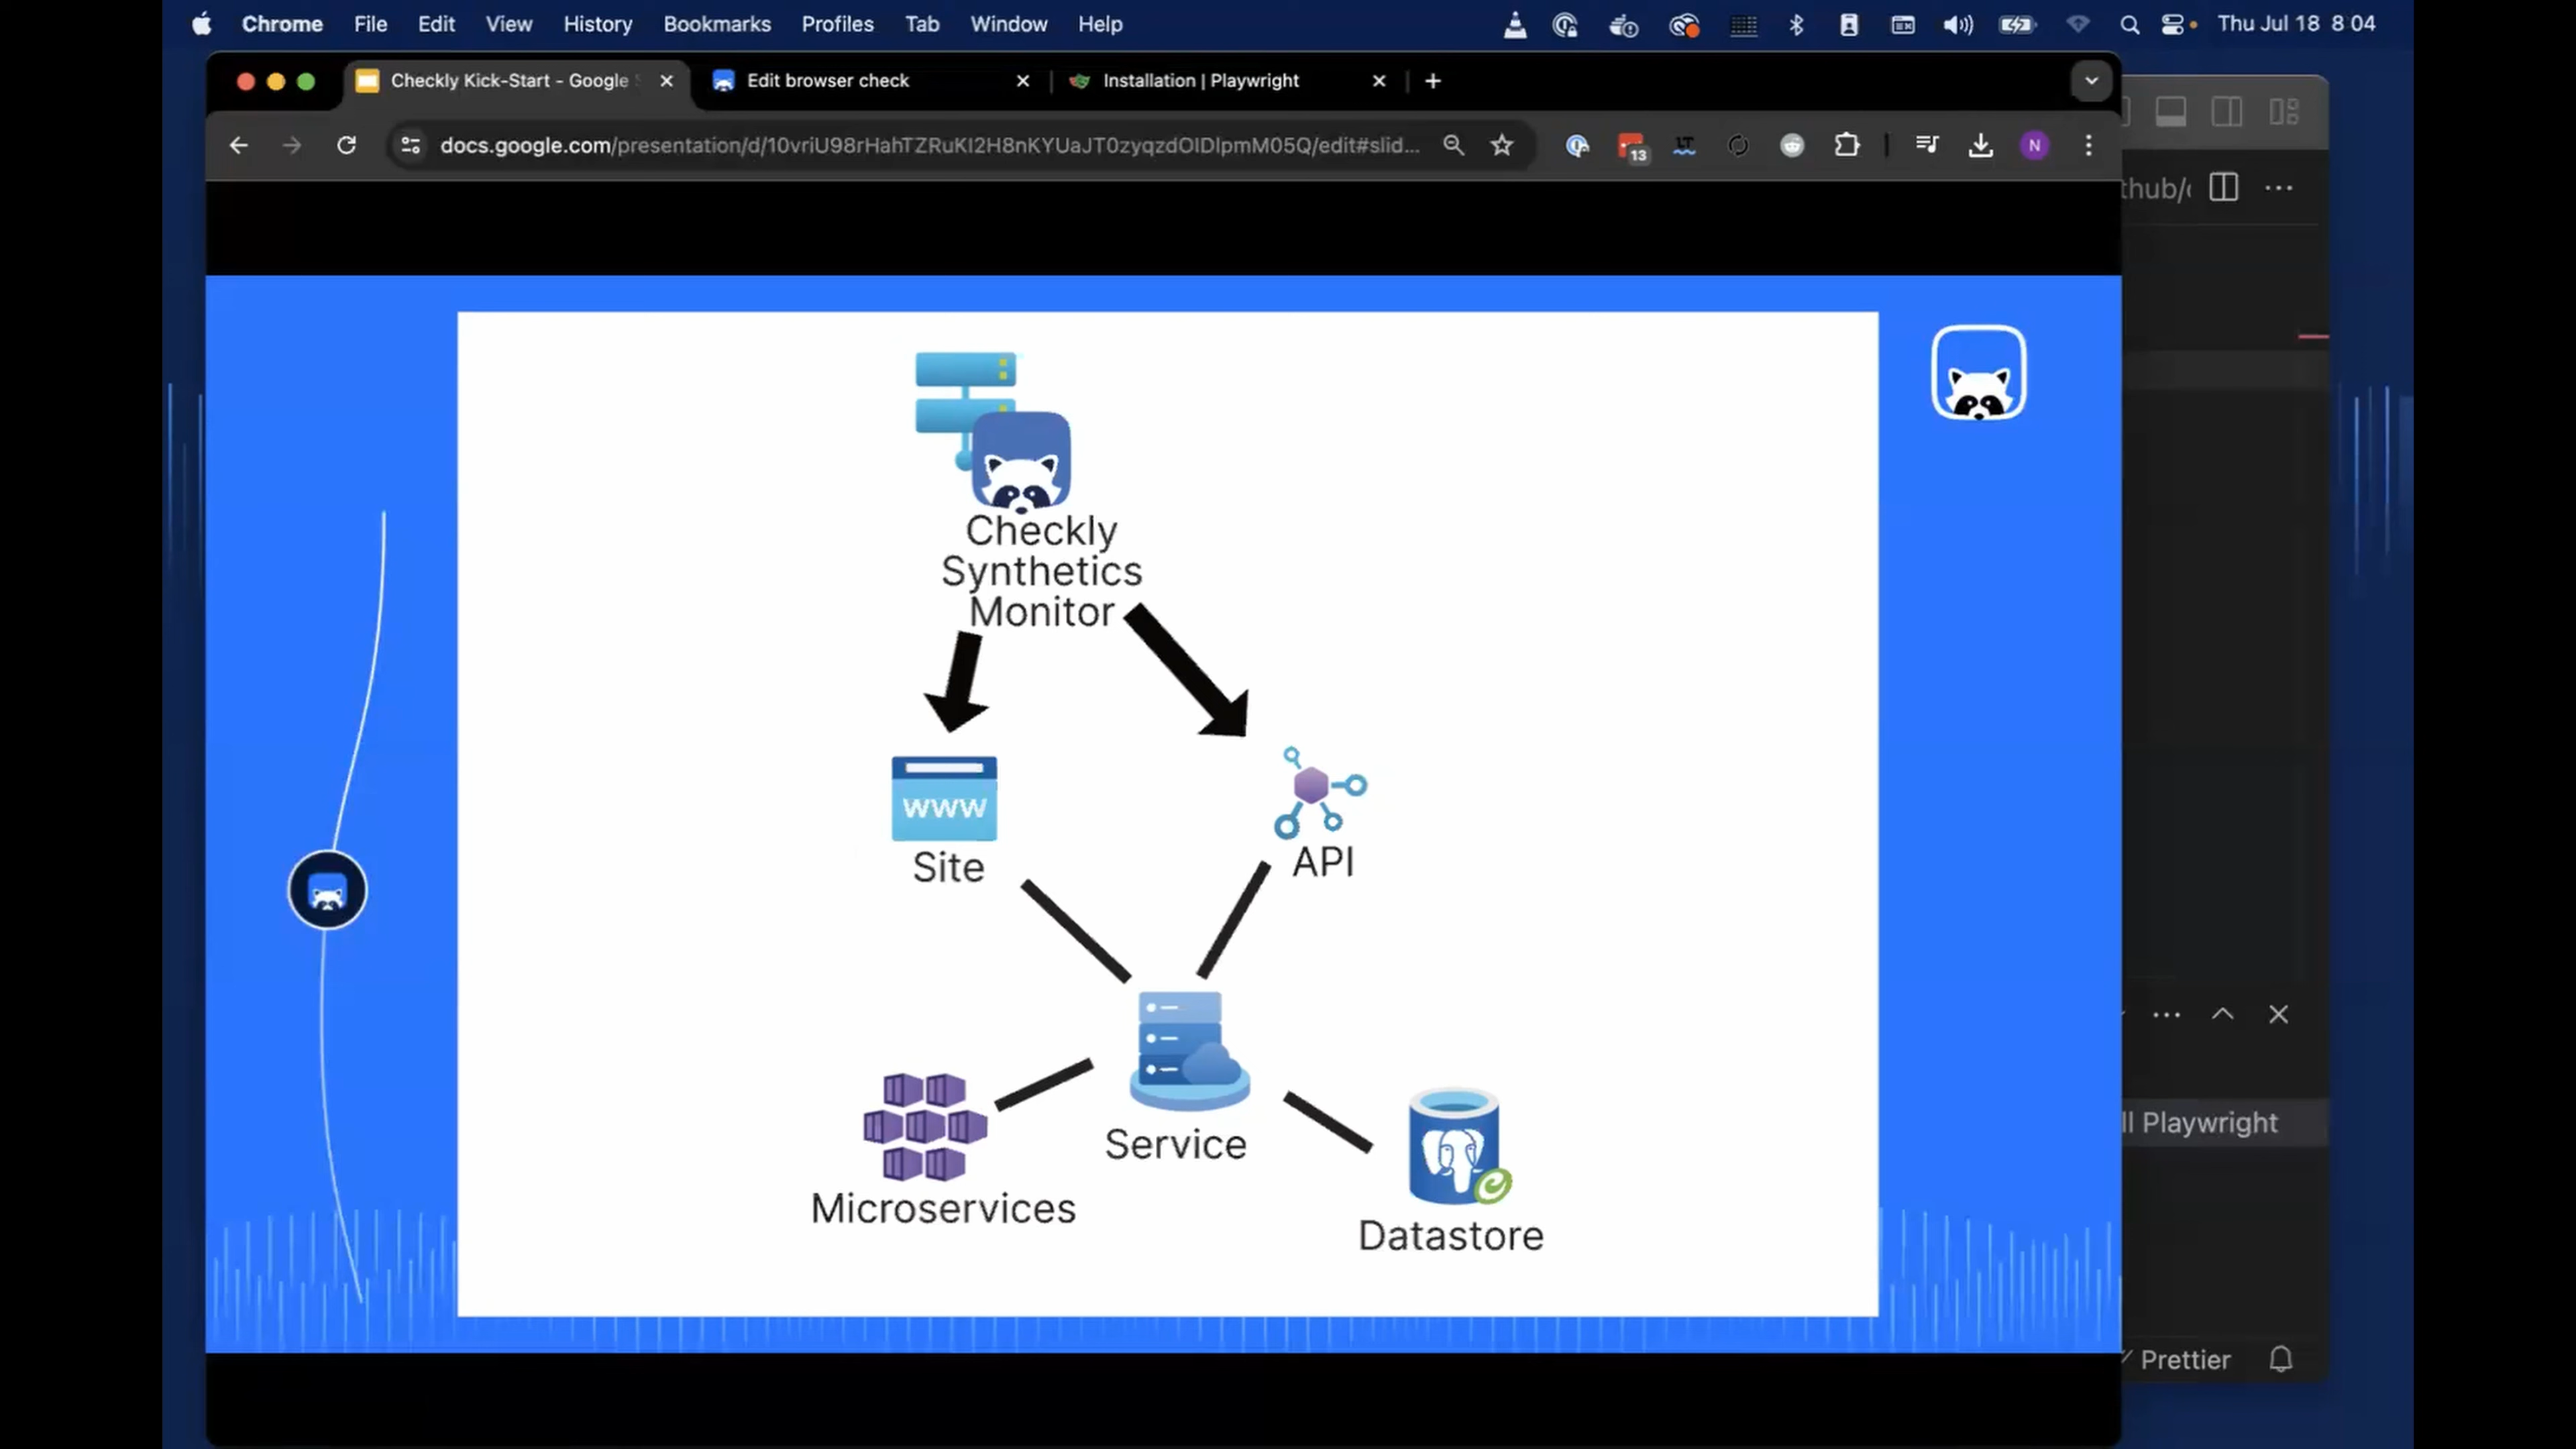 Chrome File Edit View History Bookmarks Profiles Tab Window Help Thu Jul 18 8 04
Checkly Kick-Start - Google S
Edit browser check
Installation | Playwright
docs.google.com/presentation/d/10vriU98rHahTZRuKI2H8nKYUaJT0zyqzdOIDlpmM05Q/edit#slid...
13
N
thub/
Checkly
Synthetics
Monitor
www
Site
API
Service
Microservices
Datastore
ll Playwright
Prettier